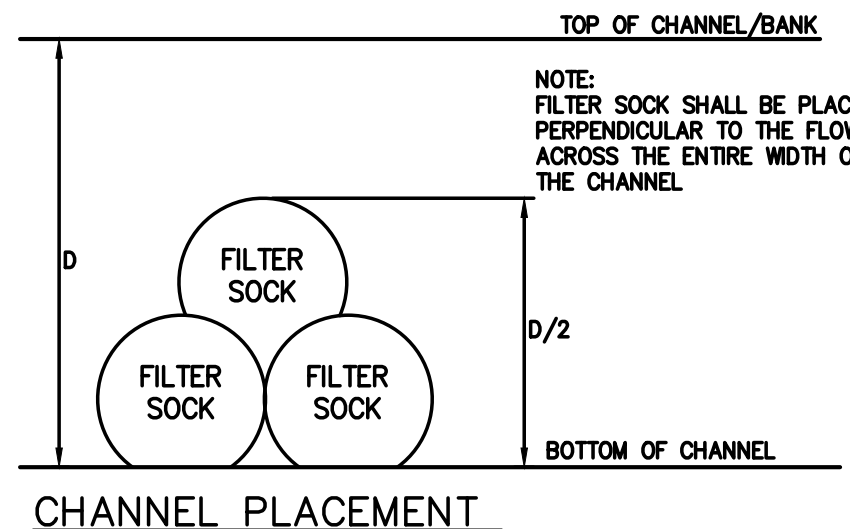 TOP OF CHANNEL/BANK
NOTE:
FILTER SOCK SHALL BE PLAC
PERPENDICULAR TO THE FLOW
ACROSS THE ENTIRE WIDTH O
THE CHANNEL
D
FILTER
SOCK
D/2
FILTER
SOCK
FILTER
SOCK
BOTTOM OF CHANNEL
CHANNEL PLACEMENT